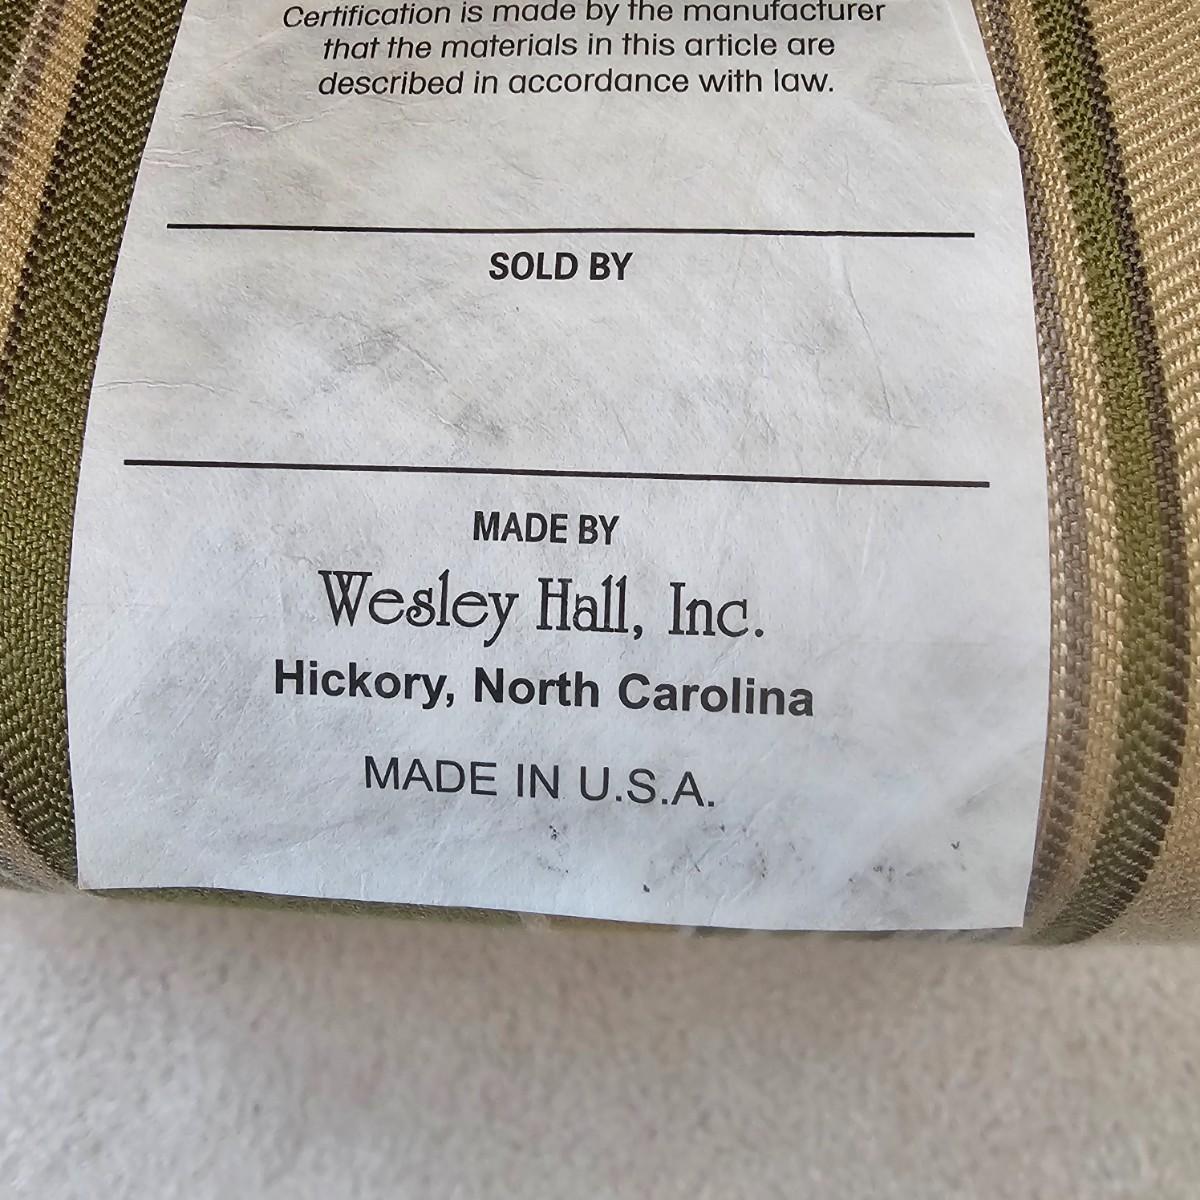 Certification is made by the manufacturer
that the materials in this article are
described in accordance with law.
SOLD BY
MADE BY
Wesley Hall, Inc.
Hickory, North Carolina
MADE IN U.S.A.